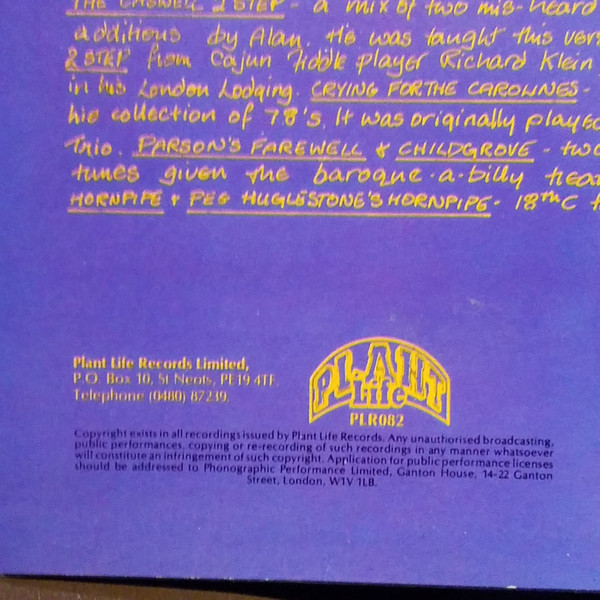 THE CASWELL 2 STEP - a mix of two mis-heard
additions by Alan. He was taught this vers
2 STEP from Cajun Fiddle player Richard Klein
in his London Lodging. CRYING FOR THE CAROLINES -
his collection of 78's. It was originally played
Trio. PARSON'S FAREWELL & CHILDGROVE - two
tunes given the baroque-a-billy treat
HORNPIPE & PEG HUGLESTONE'S HORNPIPE - 18thC
Plant Life Records Limited,
P.O. Box 10, St Neots, PE19 4TF.
Telephone (0480) 87239.
PLANT
Life
PLR082
Copyright exists in all recordings issued by Plant Life Records. Any unauthorised broadcasting,
public performances, copying or re-recording of such recordings in any manner whatsoever
will constitute an infringement of such copyright. Application for public performance licenses
should be addressed to Phonographic Performance Limited, Ganton House, 14-22 Ganton
Street, London, W1V 1LB.